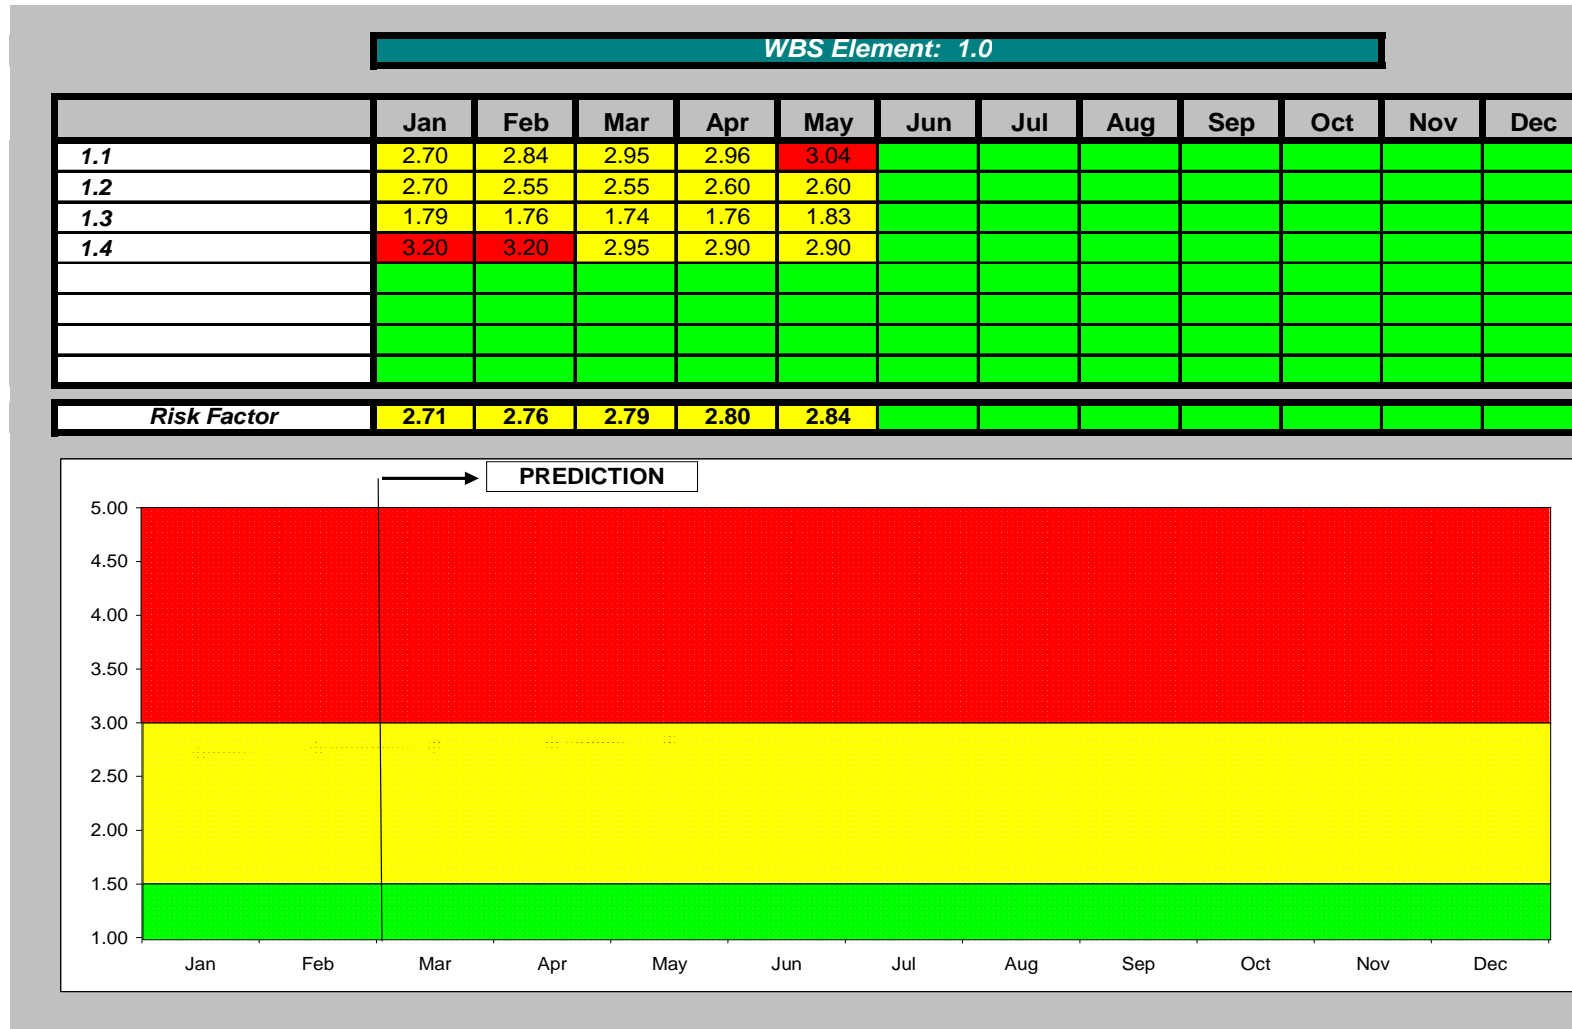 WBS Element: 1.0
Jan Feb Mar Apr May Jun Jul Aug Sep Oct Nov Dec
1.1 2.70 2.84 2.95 2.96 3.04
1.2 2.70 2.55 2.55 2.60 2.60
1.3 1.79 1.76 1.74 1.76 1.83
1.4 3.20 3.20 2.95 2.90 2.90
Risk Factor 2.71 2.76 2.79 2.80 2.84
PREDICTION
5.00
4.50
4.00
3.50
3.00
2.50
2.00
1.50
1.00
Jan Feb Mar Apr May Jun Jul Aug Sep Oct Nov Dec